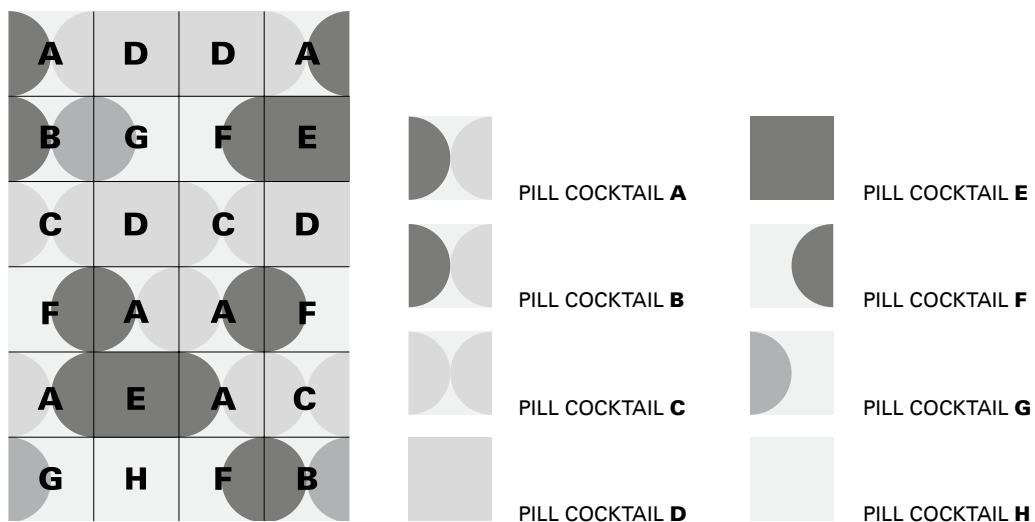 A D D A
B G F E
C D C D
F A A F
A E A C
G H F B
PILL COCKTAIL A
PILL COCKTAIL B
PILL COCKTAIL C
PILL COCKTAIL D
PILL COCKTAIL E
PILL COCKTAIL F
PILL COCKTAIL G
PILL COCKTAIL H